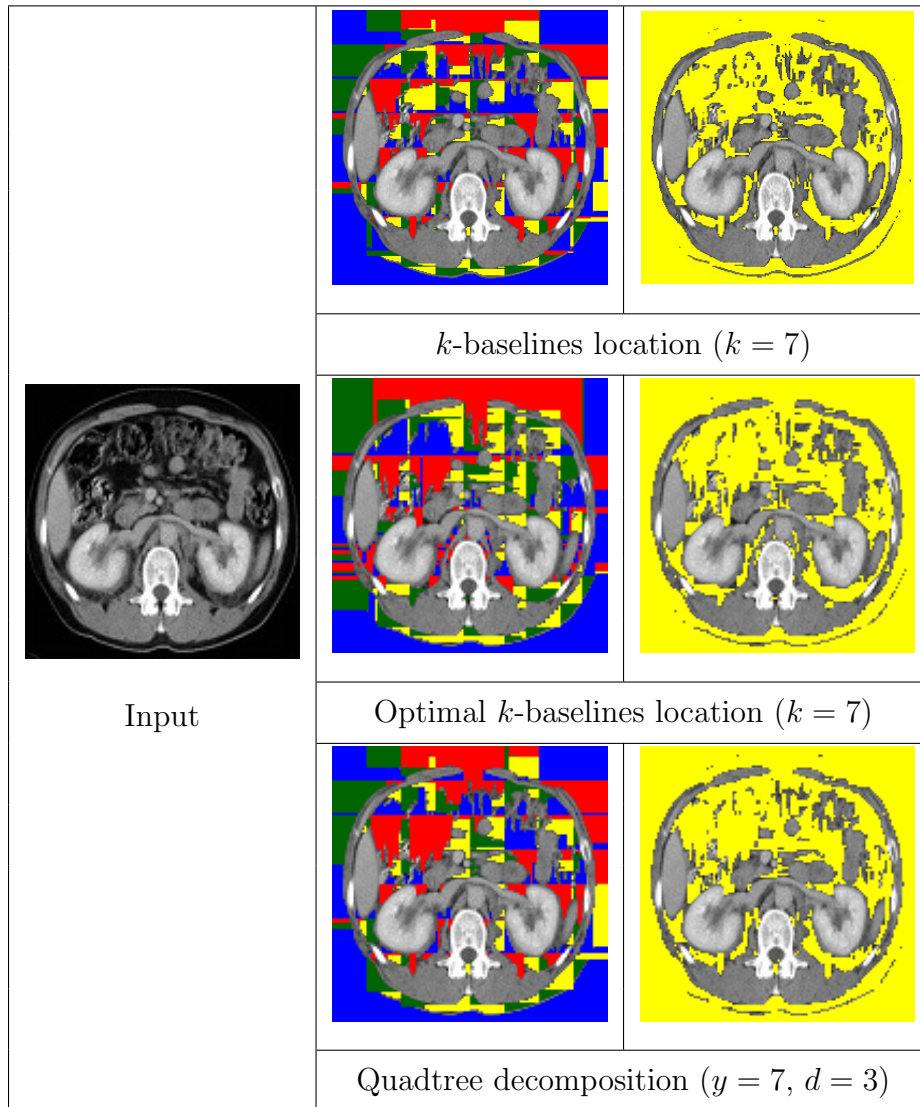 k-baselines location (k = 7)
Input
Optimal k-baselines location (k = 7)
Quadtree decomposition (y = 7, d = 3)